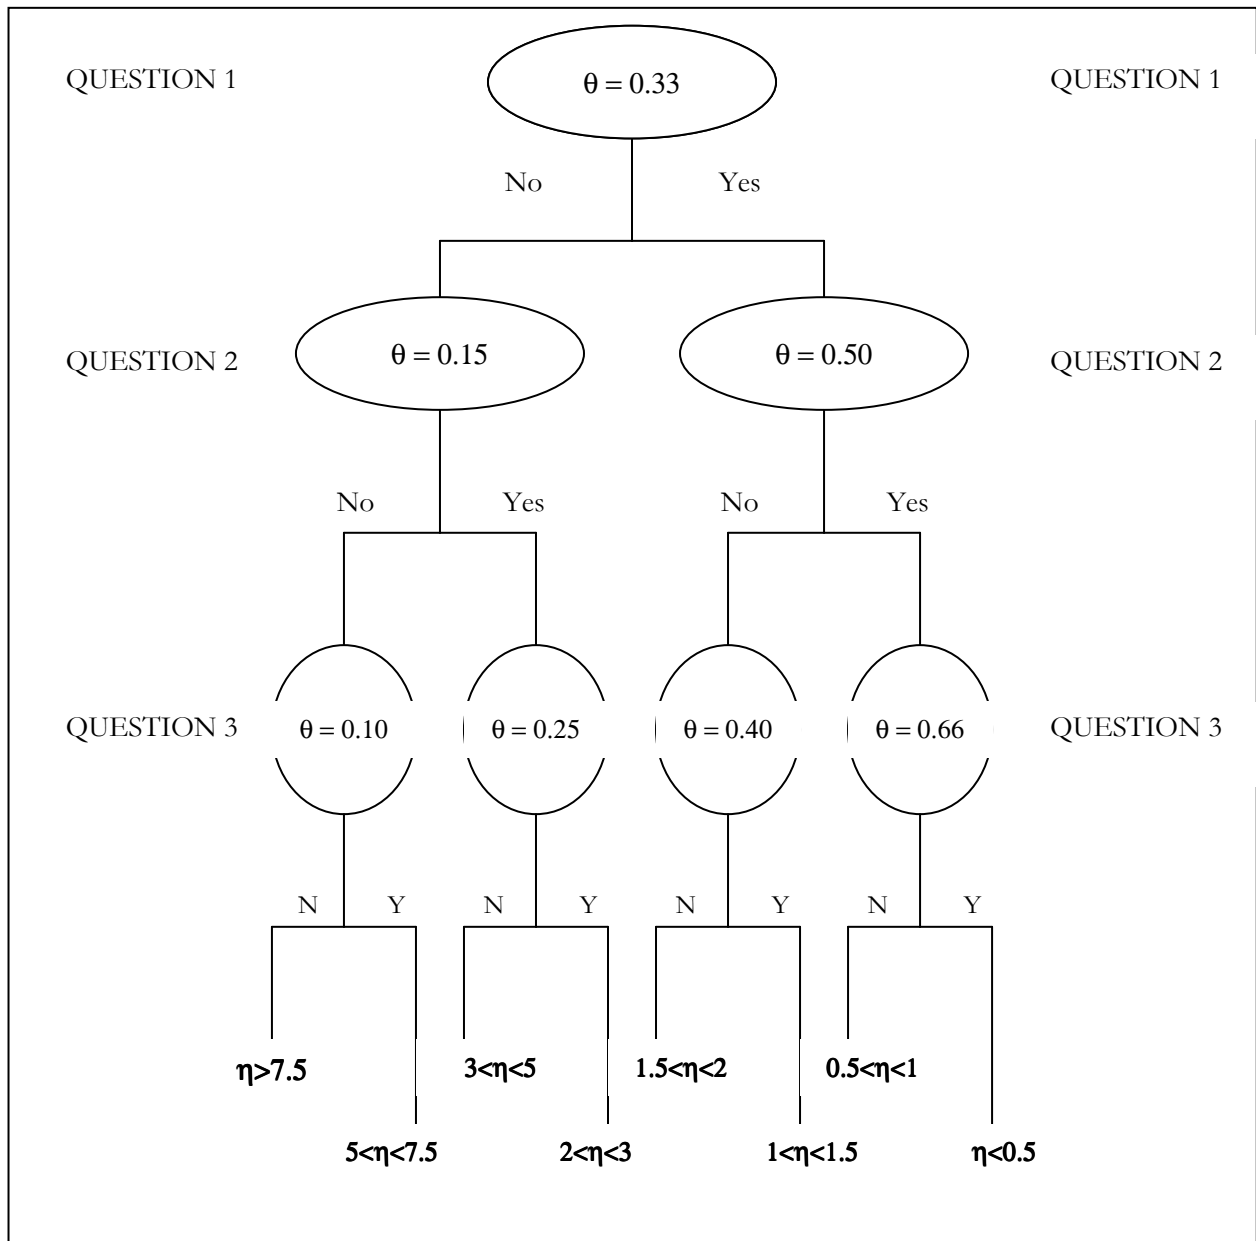 QUESTION 1 θ = 0.33 QUESTION 1
No Yes
QUESTION 2 θ = 0.15 θ = 0.50 QUESTION 2
No Yes No Yes
QUESTION 3 θ = 0.10 θ = 0.25 θ = 0.40 θ = 0.66 QUESTION 3
N Y N Y N Y N Y
η>7.5 3<η<5 1.5<η<2 0.5<η<1
5<η<7.5 2<η<3 1<η<1.5 η<0.5